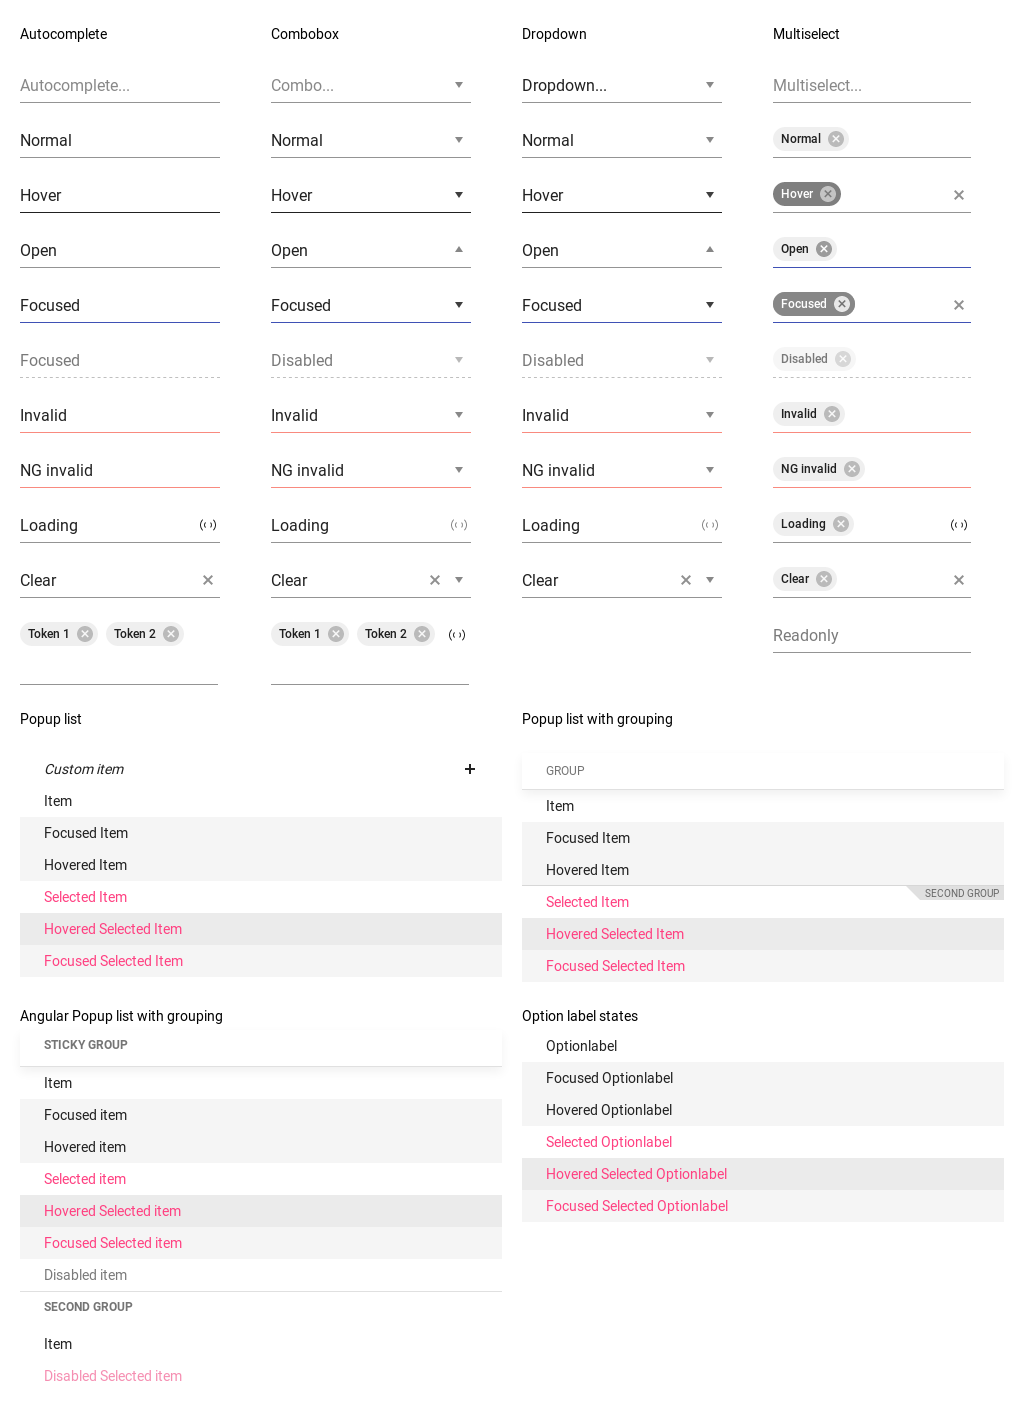 Autocomplete
Combobox
Dropdown
Multiselect
Autocomplete...
Combo...
Dropdown...
Multiselect...
Normal
Normal
Normal
Normal
Hover
Hover
Hover
Hover
Open
Open
Open
Open
Focused
Focused
Focused
Focused
Focused
Disabled
Disabled
Disabled
Invalid
Invalid
Invalid
Invalid
NG invalid
NG invalid
NG invalid
NG invalid
Loading
Loading
Loading
Loading
Clear
Clear
Clear
Clear
Token 1 Token 2
Token 1 Token 2
Readonly
Popup list
Custom item
Item
Focused Item
Hovered Item
Selected Item
Hovered Selected Item
Focused Selected Item
Popup list with grouping
GROUP
Item
Focused Item
Hovered Item
SECOND GROUP
Selected Item
Hovered Selected Item
Focused Selected Item
Angular Popup list with grouping
STICKY GROUP
Item
Focused item
Hovered item
Selected item
Hovered Selected item
Focused Selected item
Disabled item
SECOND GROUP
Item
Disabled Selected item
Option label states
Optionlabel
Focused Optionlabel
Hovered Optionlabel
Selected Optionlabel
Hovered Selected Optionlabel
Focused Selected Optionlabel